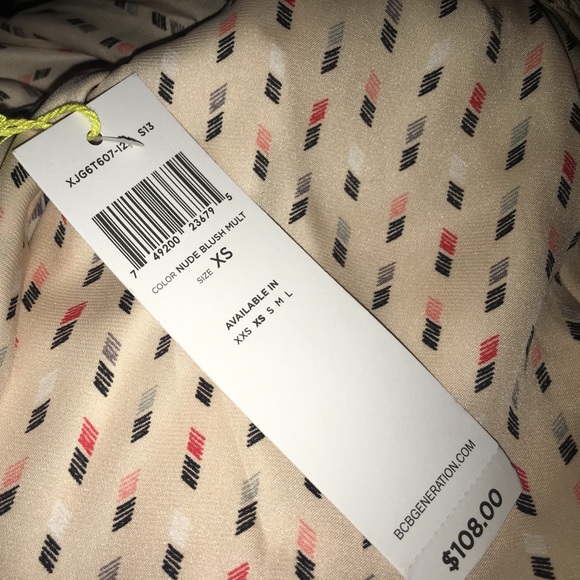 XJG6T607-I2 S13
7 49200 23679 5
COLOR NUDE BLUSH MULT
SIZE XS
AVAILABLE IN
XXS XS S M L
BCBGENERATION.COM
$108.00